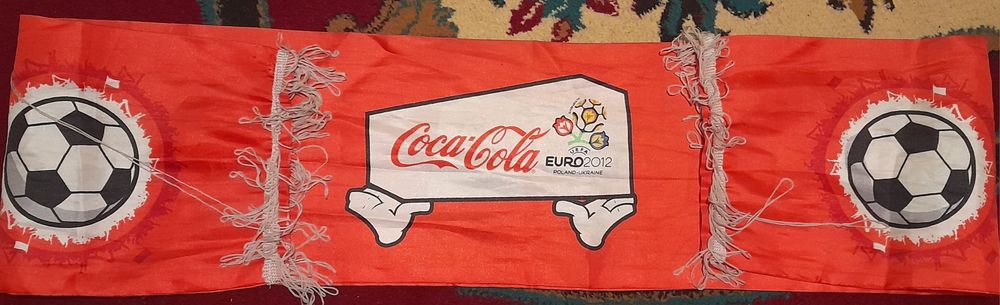 Coca-Cola
UEFA
EURO2012
POLAND-UKRAINE